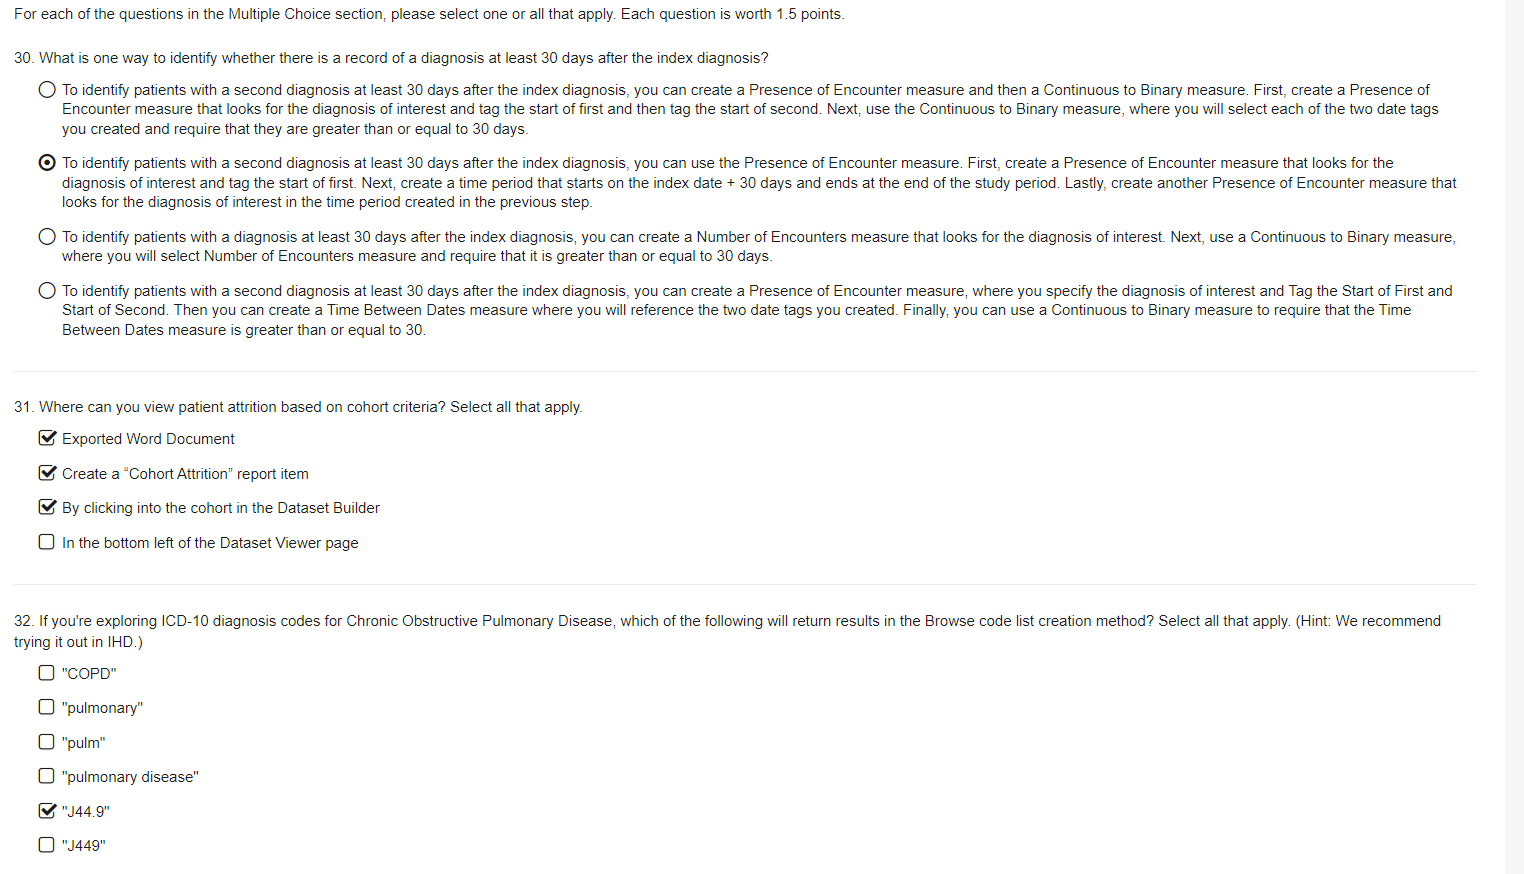 For each of the questions in the Multiple Choice section, please select one or all that apply. Each question is worth 1.5 points.
30. What is one way to identify whether there is a record of a diagnosis at least 30 days after the index diagnosis?
To identify patients with a second diagnosis at least 30 days after the index diagnosis, you can create a Presence of Encounter measure and then a Continuous to Binary measure. First, create a Presence of
Encounter measure that looks for the diagnosis of interest and tag the start of first and then tag the start of second. Next, use the Continuous to Binary measure, where you will select each of the two date tags
you created and require that they are greater than or equal to 30 days.
To identify patients with a second diagnosis at least 30 days after the index diagnosis, you can use the Presence of Encounter measure. First, create a Presence of Encounter measure that looks for the
diagnosis of interest and tag the start of first. Next, create a time period that starts on the index date + 30 days and ends at the end of the study period. Lastly, create another Presence of Encounter measure that
looks for the diagnosis of interest in the time period created in the previous step.
To identify patients with a diagnosis at least 30 days after the index diagnosis, you can create a Number of Encounters measure that looks for the diagnosis of interest. Next, use a Continuous to Binary measure,
where you will select Number of Encounters measure and require that it is greater than or equal to 30 days.
To identify patients with a second diagnosis at least 30 days after the index diagnosis, you can create a Presence of Encounter measure, where you specify the diagnosis of interest and Tag the Start of First and
Start of Second. Then you can create a Time Between Dates measure where you will reference the two date tags you created. Finally, you can use a Continuous to Binary measure to require that the Time
Between Dates measure is greater than or equal to 30.
31. Where can you view patient attrition based on cohort criteria? Select all that apply.
Exported Word Document
Create a “Cohort Attrition” report item
By clicking into the cohort in the Dataset Builder
In the bottom left of the Dataset Viewer page
32. If you're exploring ICD-10 diagnosis codes for Chronic Obstructive Pulmonary Disease, which of the following will return results in the Browse code list creation method? Select all that apply. (Hint: We recommend
trying it out in IHD.)
"COPD"
"pulmonary"
"pulm"
"pulmonary disease"
"J44.9"
"J449"